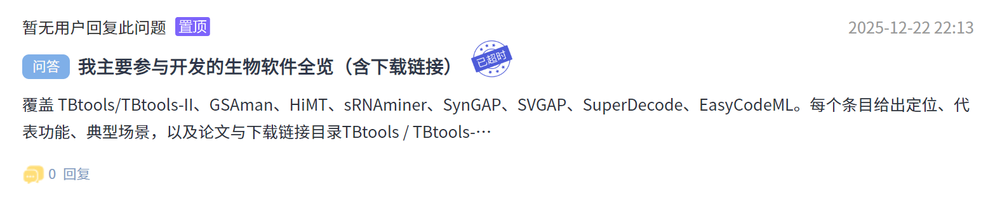 暂无用户回复此问题 置顶 2025-12-22 22:13
问答 我主要参与开发的生物软件全览（含下载链接） 已超时
覆盖 TBtools/TBtools-II、GSAman、HiMT、sRNAminer、SynGAP、SVGAP、SuperDecode、EasyCodeML。每个条目给出定位、代
表功能、典型场景，以及论文与下载链接目录TBtools / TBtools-…
0 回复